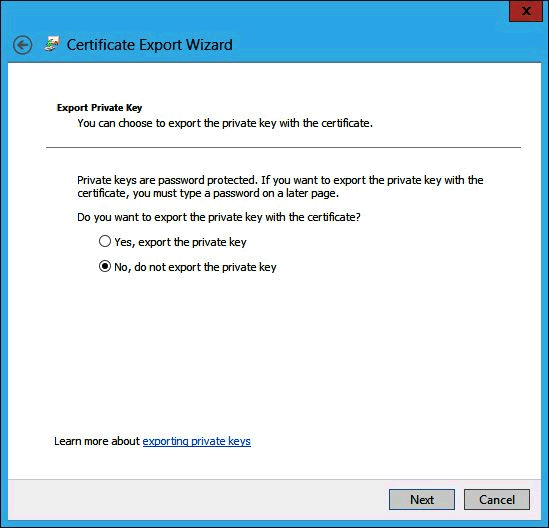 x
Certificate Export Wizard
Export Private Key
You can choose to export the private key with the certificate.
Private keys are password protected. If you want to export the private key with the
certificate, you must type a password on a later page.
Do you want to export the private key with the certificate?
Yes, export the private key
No, do not export the private key
Learn more about exporting private keys
Next Cancel